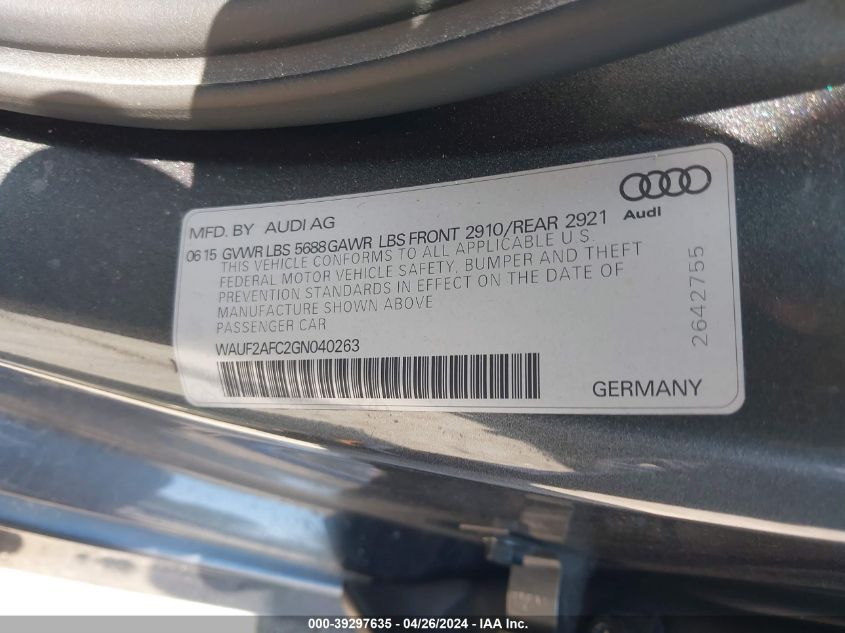 Audi
MFD. BY AUDI AG
06 15 GVWR LBS 5688 GAWR LBS FRONT 2910/REAR 2921
THIS VEHICLE CONFORMS TO ALL APPLICABLE U.S.
FEDERAL MOTOR VEHICLE SAFETY, BUMPER AND THEFT
PREVENTION STANDARDS IN EFFECT ON THE DATE OF
MANUFACTURE SHOWN ABOVE
PASSENGER CAR
WAUF2AFC2GN040263
GERMANY
2642755
000-39297635 - 04/26/2024 - IAA Inc.